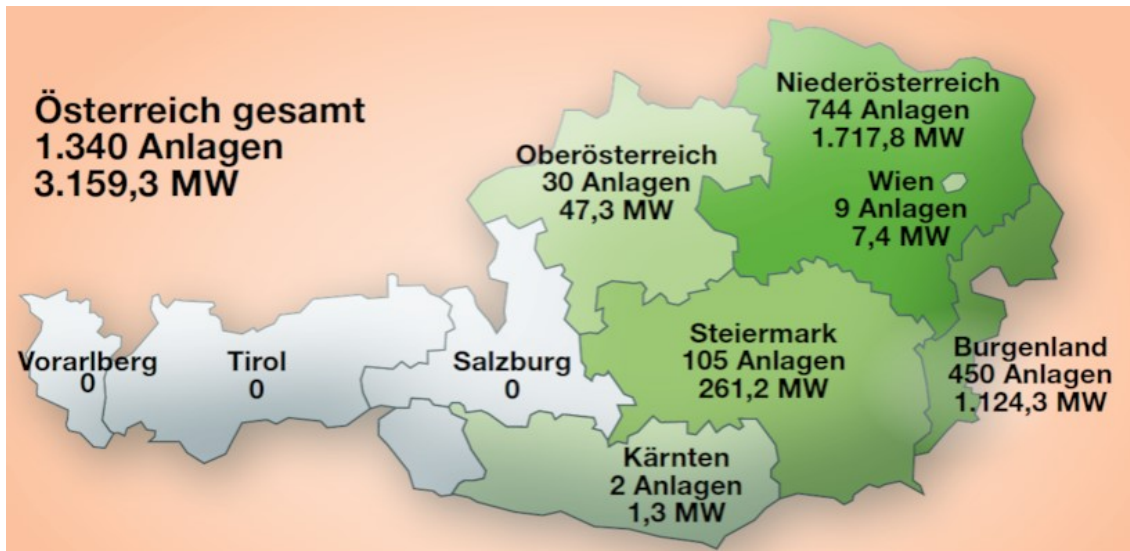 Österreich gesamt
1.340 Anlagen
3.159,3 MW
Niederösterreich
744 Anlagen
1.717,8 MW
Oberösterreich
30 Anlagen
47,3 MW
Wien
9 Anlagen
7,4 MW
Vorarlberg
0
Tirol
0
Salzburg
0
Steiermark
105 Anlagen
261,2 MW
Burgenland
450 Anlagen
1.124,3 MW
Kärnten
2 Anlagen
1,3 MW